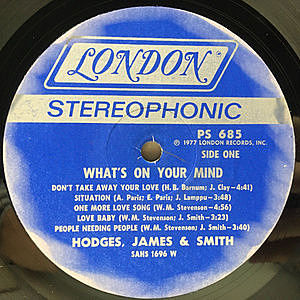 LONDON
STEREOPHONIC
PS 685
℗ 1977 LONDON RECORDS, INC.
SIDE ONE
WHAT'S ON YOUR MIND
DON'T TAKE AWAY YOUR LOVE (H.B. Barnum; J. Clay—4:41)
SITUATION (A. Paris; E. Paris; J. Lamppu—3:48)
ONE MORE LOVE SONG (W.M. Stevenson—4:56)
LOVE BABY (W.M. Stevenson; J. Smith—3:23)
PEOPLE NEEDING PEOPLE (W.M. Stevenson; J. Smith—3:40)
HODGES, JAMES & SMITH
SAHS 1696 W